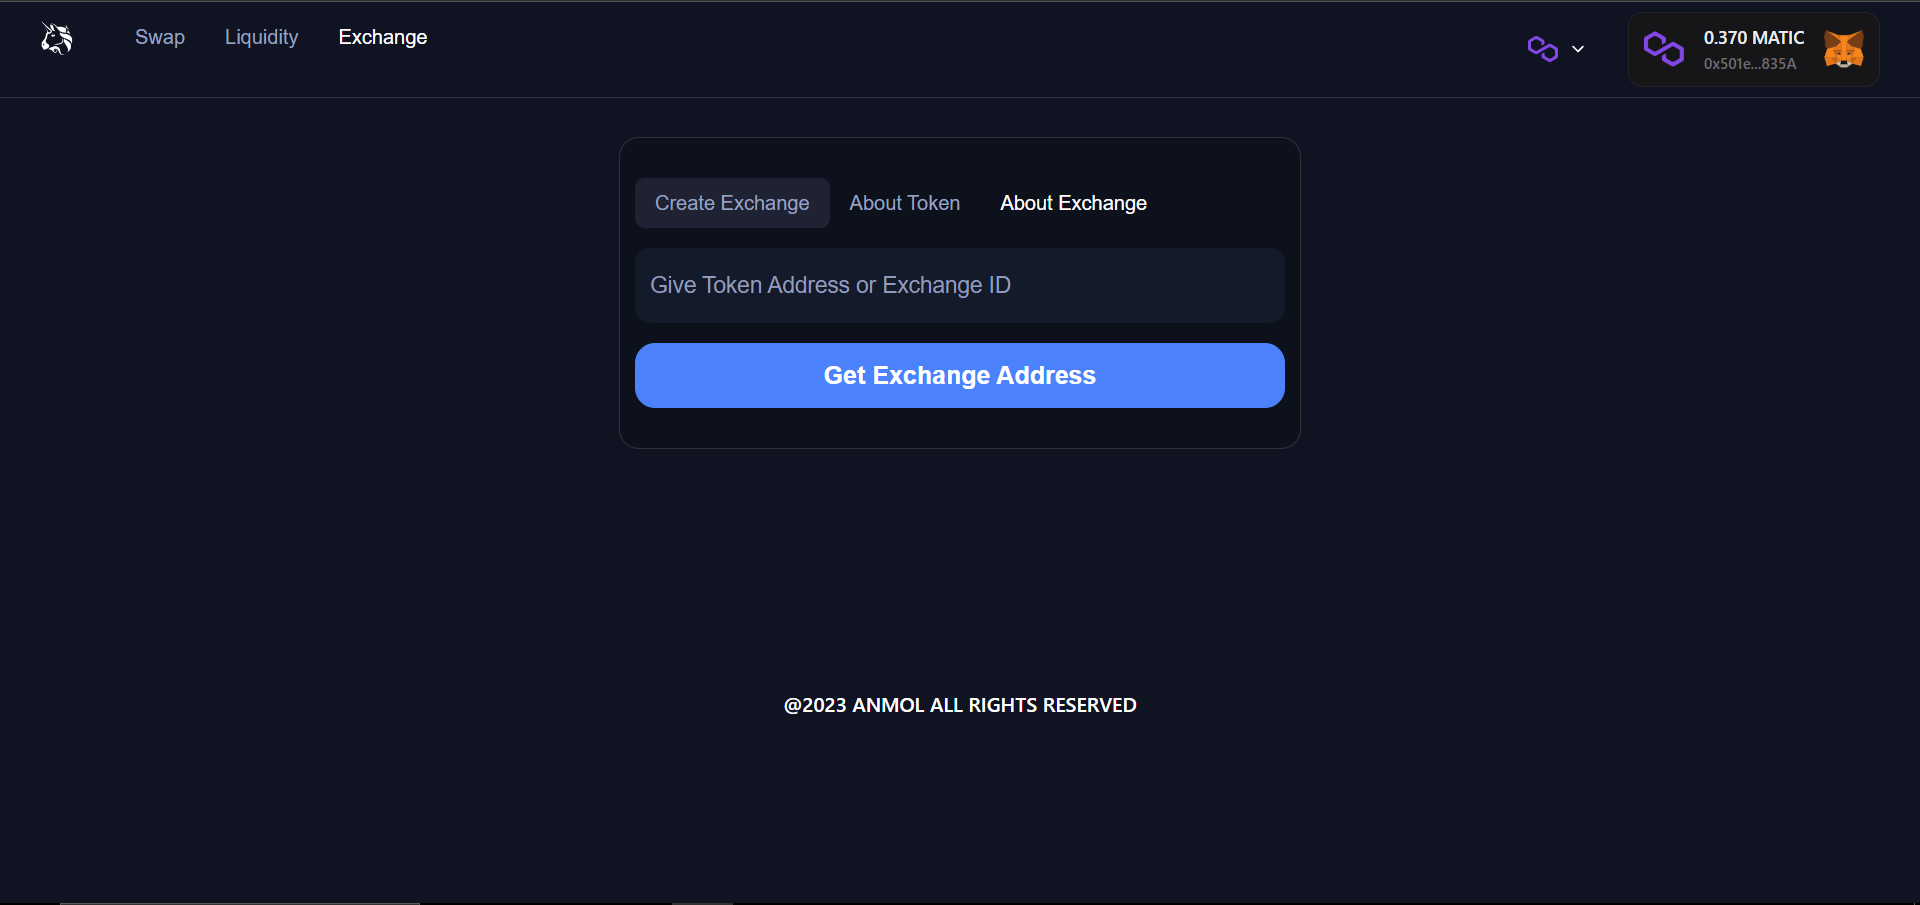 Swap Liquidity Exchange
0.370 MATIC
0x501e...835A
Create Exchange About Token About Exchange
Give Token Address or Exchange ID
Get Exchange Address
@2023 ANMOL ALL RIGHTS RESERVED